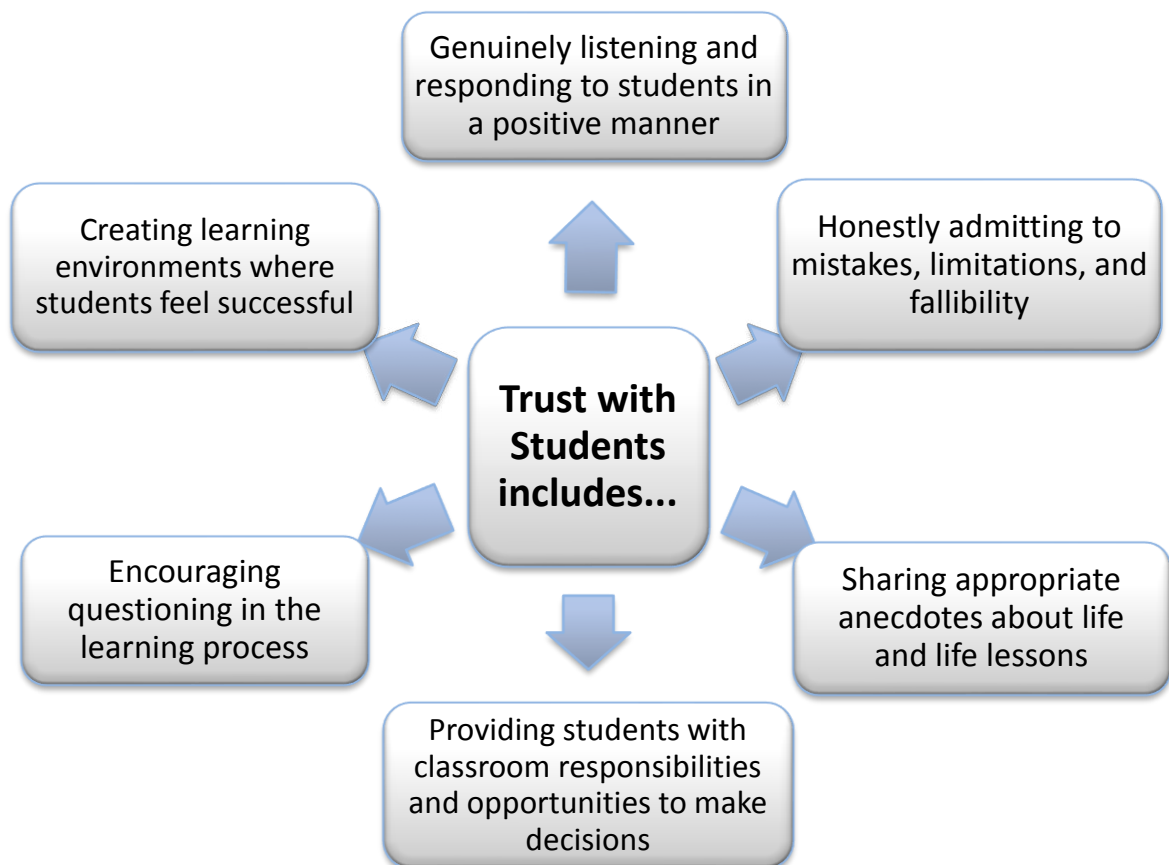 Genuinely listening and
responding to students in
a positive manner
Creating learning
environments where
students feel successful
Honestly admitting to
mistakes, limitations, and
fallibility
Trust with
Students
includes...
Encouraging
questioning in the
learning process
Sharing appropriate
anecdotes about life
and life lessons
Providing students with
classroom responsibilities
and opportunities to make
decisions